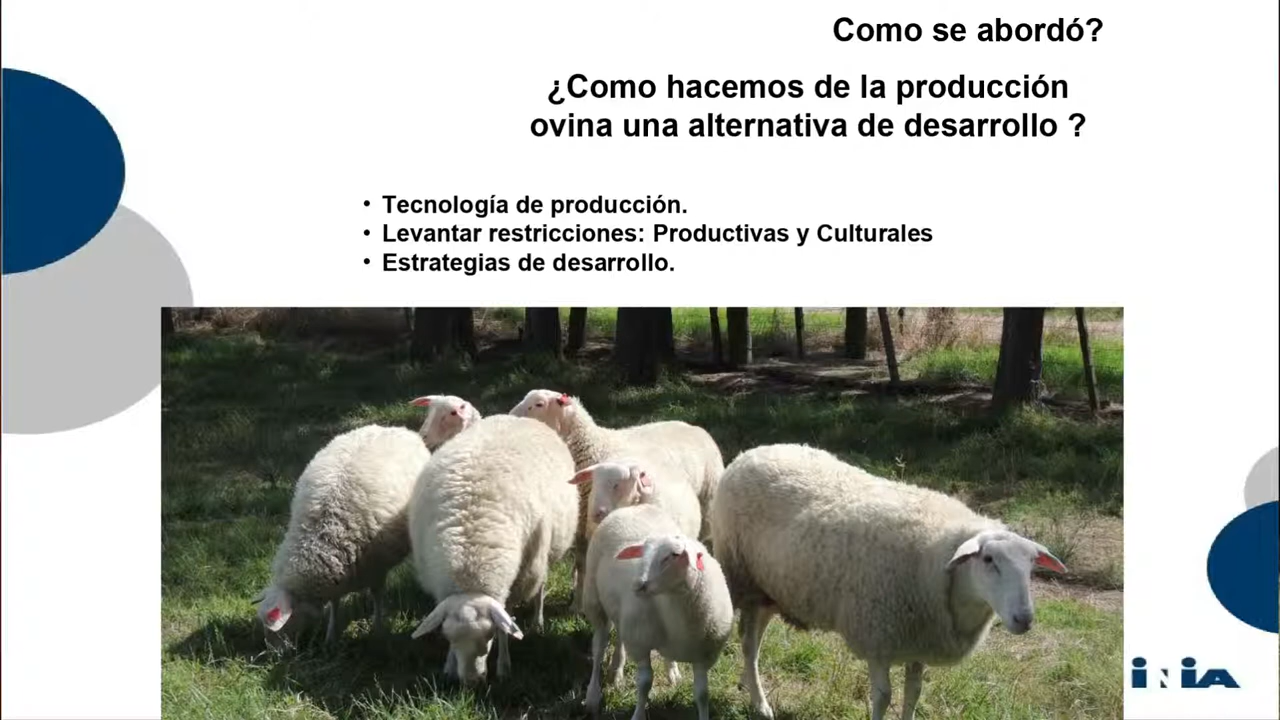 Como se abordó?
¿Como hacemos de la producción
ovina una alternativa de desarrollo ?
• Tecnología de producción.
• Levantar restricciones: Productivas y Culturales
• Estrategias de desarrollo.
iNiA